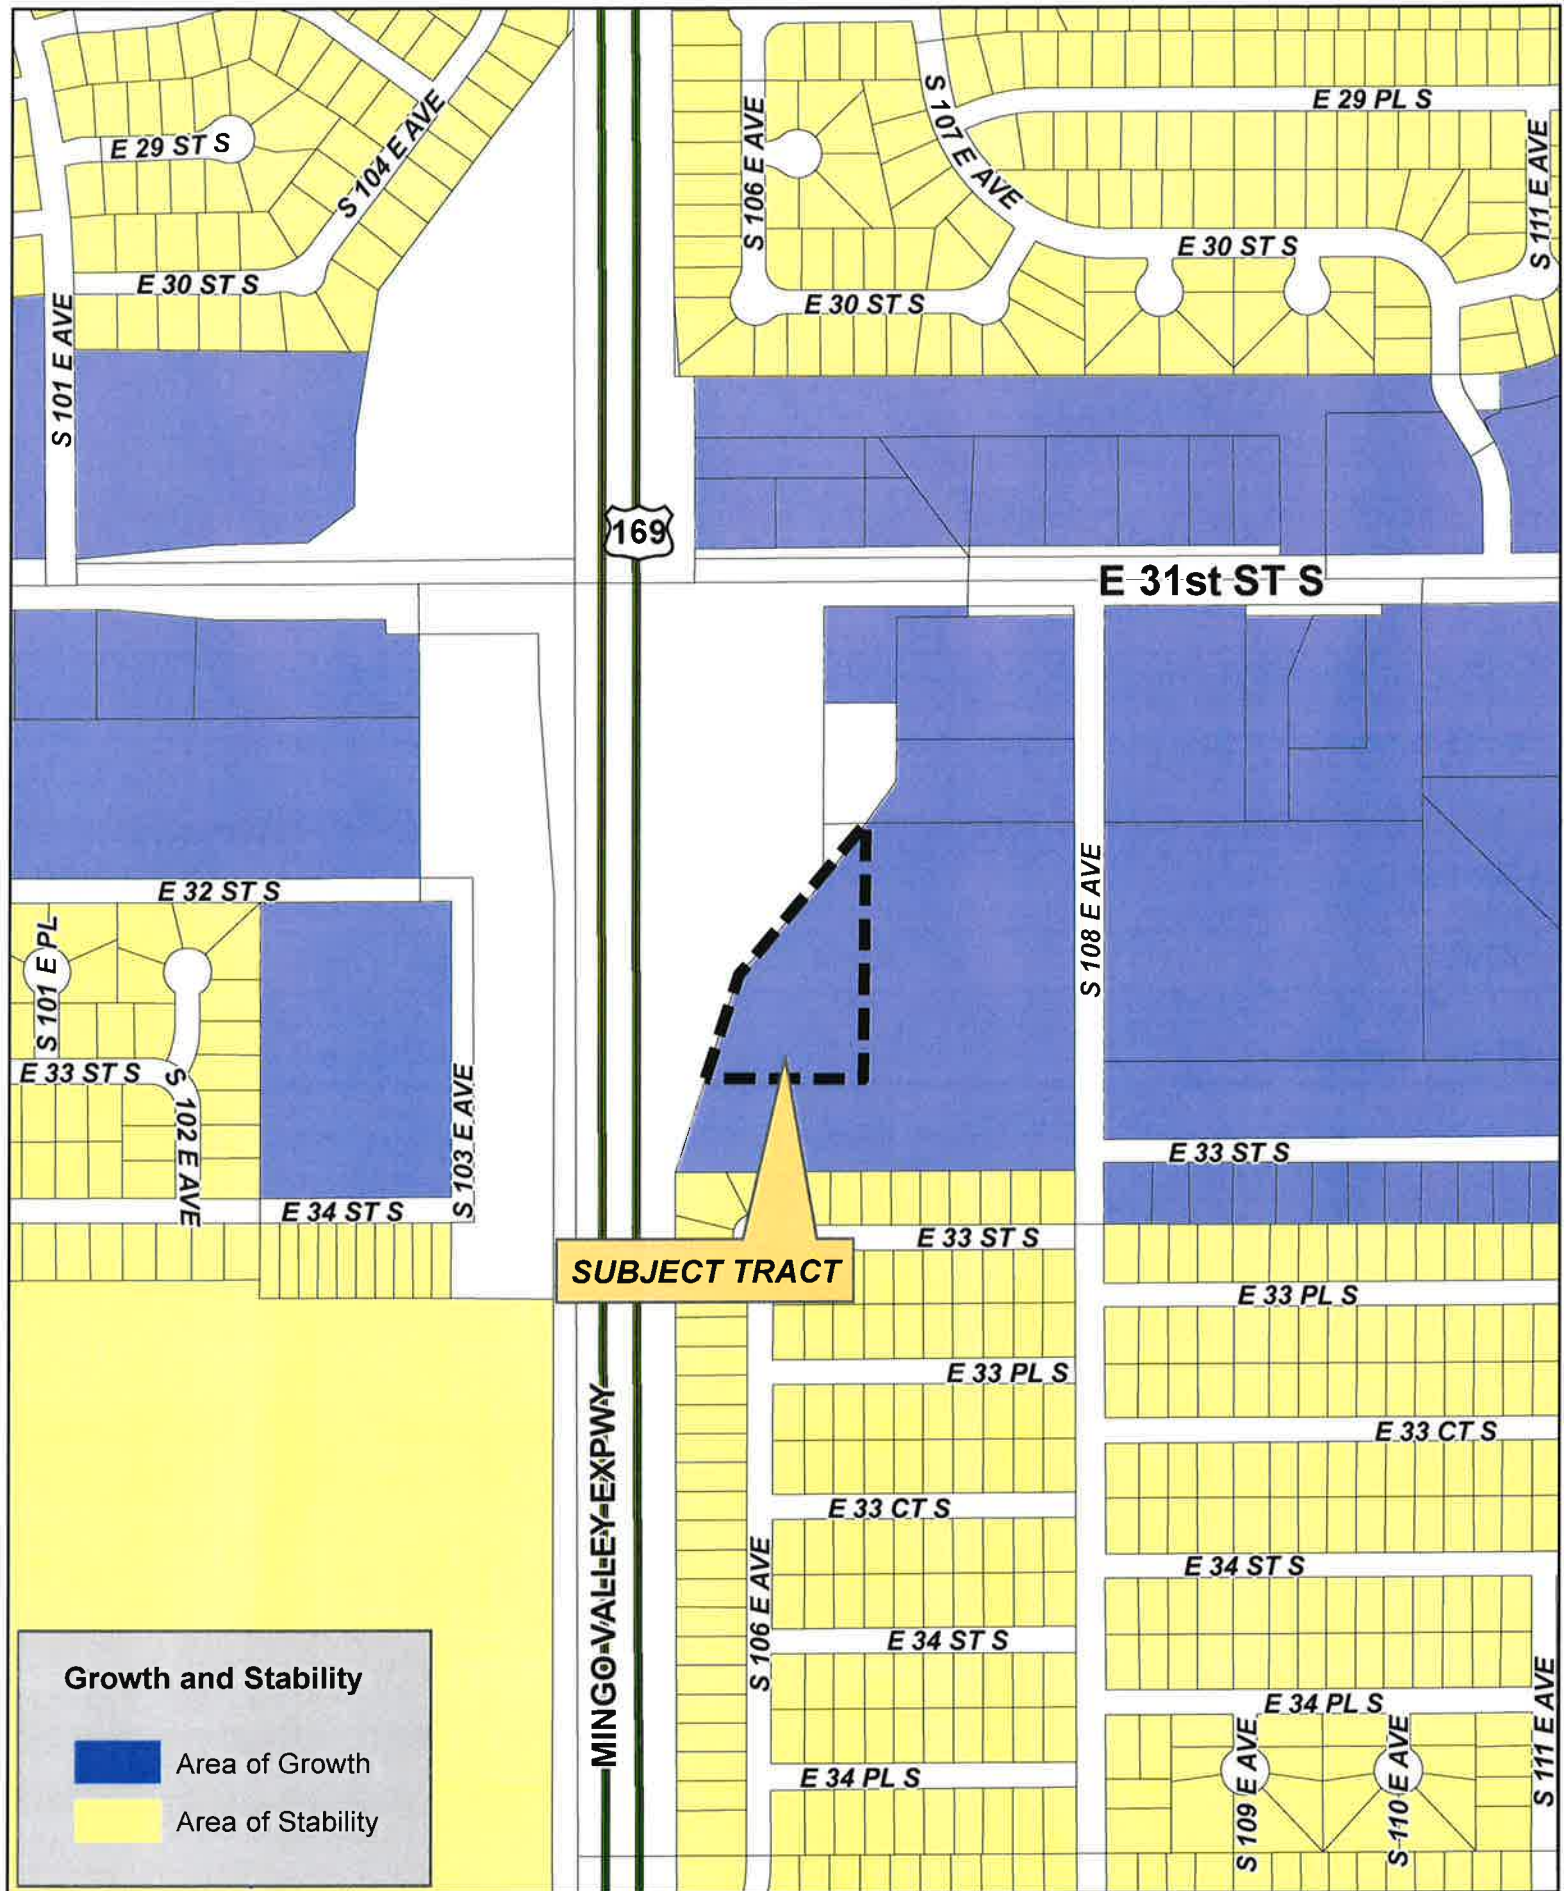 E 29 PL S
E 29 ST S
S 104 E AVE
S 106 E AVE
S 107 E AVE
S 111 E AVE
E 30 ST S
E 30 ST S
E 30 ST S
S 101 E AVE
169
E 31st ST S
E 32 ST S
S 101 E PL
S 108 E AVE
E 33 ST S
S 102 E AVE
S 103 E AVE
E 33 ST S
E 34 ST S
E 33 ST S
SUBJECT TRACT
E 33 PL S
E 33 PL S
E 33 CT S
E 33 CT S
MINGO VALLEY EXPWY
S 106 E AVE
E 34 ST S
E 34 ST S
E 34 PL S
E 34 PL S
S 109 E AVE
S 110 E AVE
S 111 E AVE
Growth and Stability
Area of Growth
Area of Stability